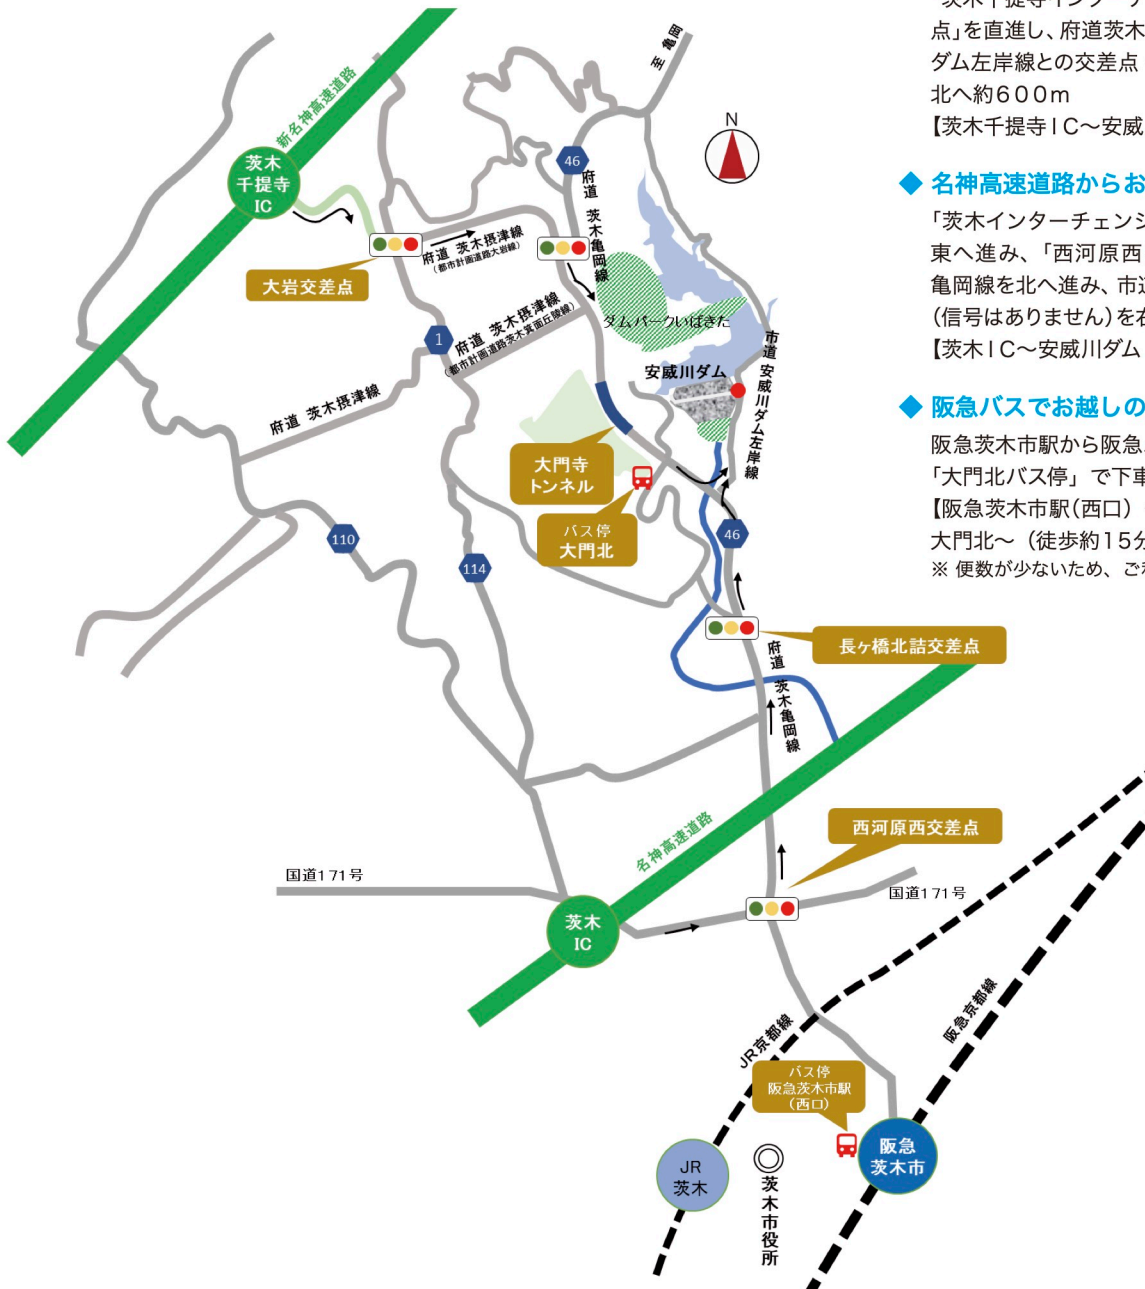 茨木千提寺インター
点」を直進し、府道茨木
ダム左岸線との交差点
北へ約600m
【茨木千提寺IC〜安威
◆ 名神高速道路からお
「茨木インターチェンジ
東へ進み、「西河原西
亀岡線を北へ進み、市道
(信号はありません)を右
【茨木IC〜安威川ダム
◆ 阪急バスでお越しの
阪急茨木市駅から阪急
「大門北バス停」で下車
【阪急茨木市駅(西口)
大門北〜（徒歩約15分
※ 便数が少ないため、ご利
至 亀岡
N
新名神高速道路
茨木
千提寺
IC
46
府道 茨木亀岡線
府道 茨木摂津線
(都市計画道路大岩線)
大岩交差点
ダムパークいばきた
1
府道 茨木摂津線
(都市計画道路茨木箕面丘陵線)
市道 安威川ダム左岸線
安威川ダム
府道 茨木摂津線
大門寺
トンネル
バス停
大門北
110
114
46
長ヶ橋北詰交差点
府道 茨木亀岡線
名神高速道路
西河原西交差点
国道171号
国道171号
茨木
IC
JR京都線
阪急京都線
バス停
阪急茨木市駅
(西口)
JR
茨木
茨木市役所
阪急
茨木市